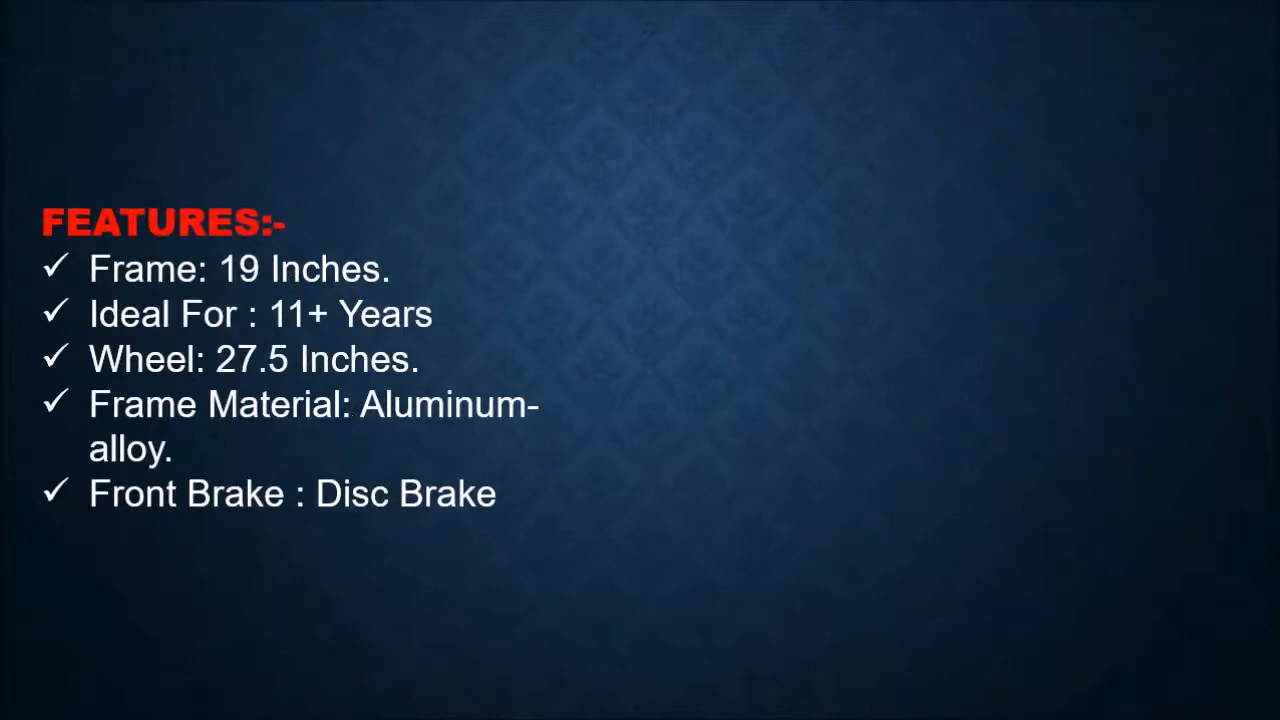 FEATURES:-
✓ Frame: 19 Inches.
✓ Ideal For : 11+ Years
✓ Wheel: 27.5 Inches.
✓ Frame Material: Aluminum-
alloy.
✓ Front Brake : Disc Brake